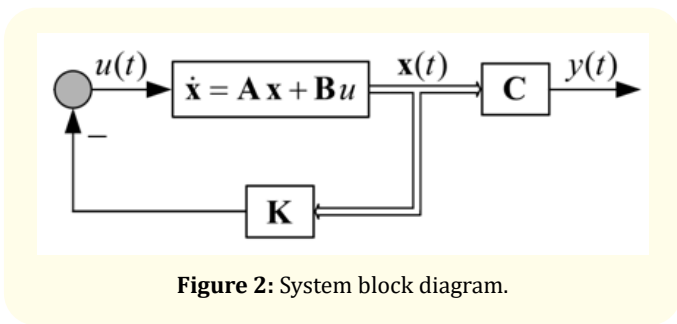 u(t)
ẋ = A x + B u
x(t)
C
y(t)
−
K
Figure 2: System block diagram.